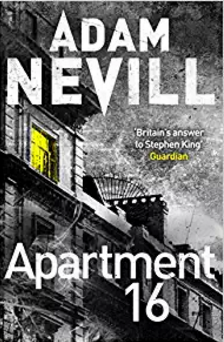 ADAM
NEVILL
'Britain's answer
to Stephen King'
Guardian
Apartment
16